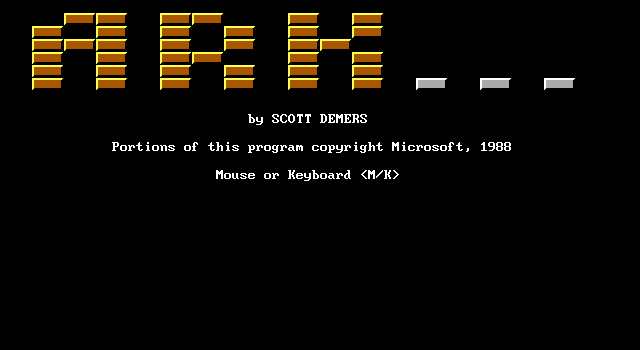 ARK...
by SCOTT DEMERS
Portions of this program copyright Microsoft, 1988
Mouse or Keyboard <M/K>